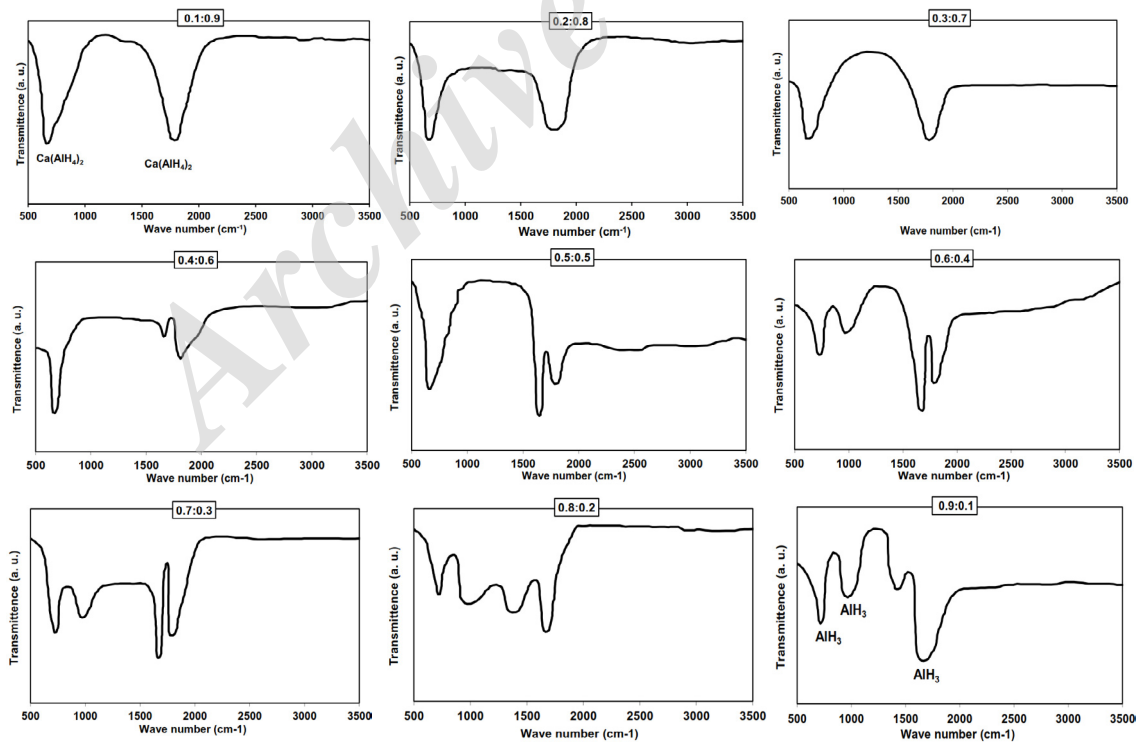 0.1:0.9
Transmittence (a. u.)
Ca(AlH₄)₂
Ca(AlH₄)₂
500 1000 1500 2000 2500 3000 3500
Wave number (cm⁻¹)
0.2:0.8
Transmittence (a. u.)
500 1000 1500 2000 2500 3000 3500
Wave number (cm-1)
0.3:0.7
Transmittence (a. u.)
500 1000 1500 2000 2500 3000 3500
Wave number (cm-1)
0.4:0.6
Transmittence (a. u.)
500 1000 1500 2000 2500 3000 3500
Wave number (cm-1)
0.5:0.5
Transmittence (a. u.)
500 1000 1500 2000 2500 3000 3500
Wave number (cm-1)
0.6:0.4
Transmittence (a. u.)
500 1000 1500 2000 2500 3000 3500
Wave number (cm-1)
0.7:0.3
Transmittence (a. u.)
500 1000 1500 2000 2500 3000 3500
Wave number (cm-1)
0.8:0.2
Transmittence (a. u.)
500 1000 1500 2000 2500 3000 3500
Wave number (cm-1)
0.9:0.1
Transmittence (a. u.)
AlH₃
AlH₃
AlH₃
500 1000 1500 2000 2500 3000 3500
Wave number (cm-1)
Archive